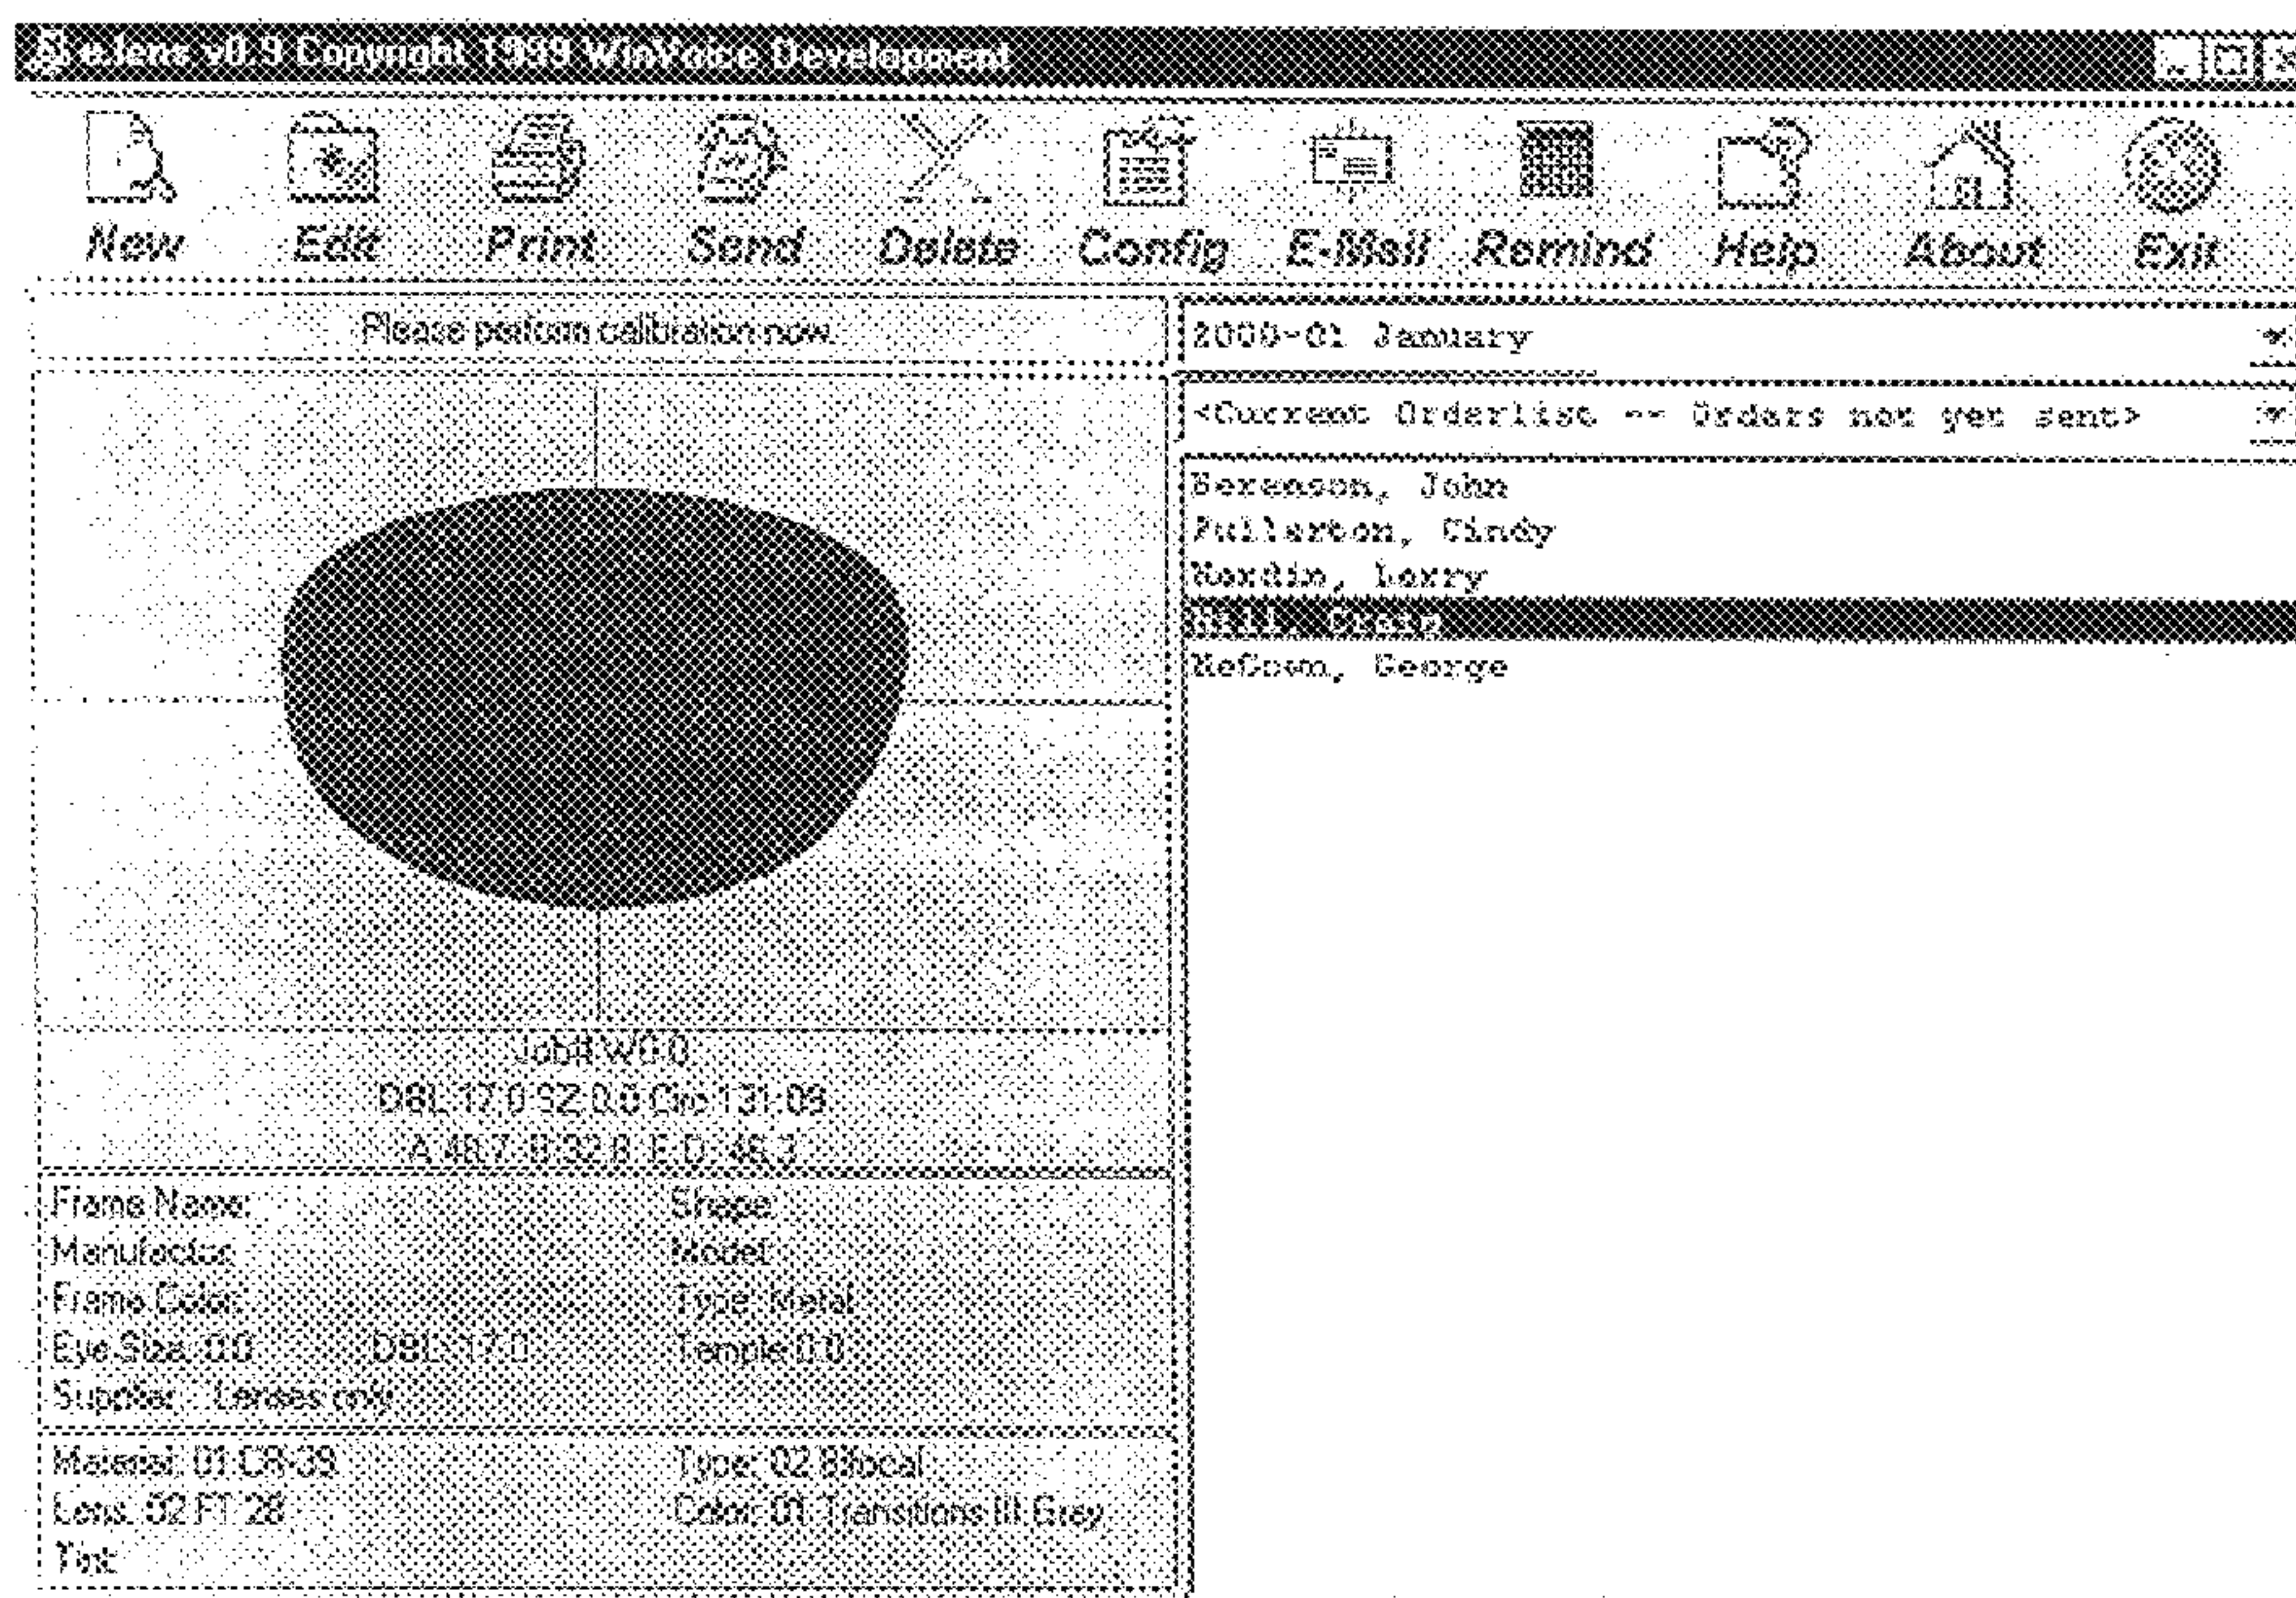 e.lens v0.9 Copyright 1999 WinVoice Development
New Edit Print Send Delete Config E-Mail Remind Help About Exit
Please perform calibration now.
2000-01 January
<Current Orderlist -- Orders not yet sent>
Berenson, John
Fullerton, Cindy
Hardin, Larry
Hill, Craig
McCown, George
Job# W0.0
DBL 17.0 SZ 0.0 Circ 131.09
Frame Name: Shape:
Manufactor: Model:
Frame Color: Type: Metal
Eye Size: 0.0 DBL: 17.0 Temple 0.0
Supplier: Lenses only
Material: 01 CR-39 Type: 02 Bifocal
Lens: 02 FT 28 Color: 01 Transitions III Grey
Tint: